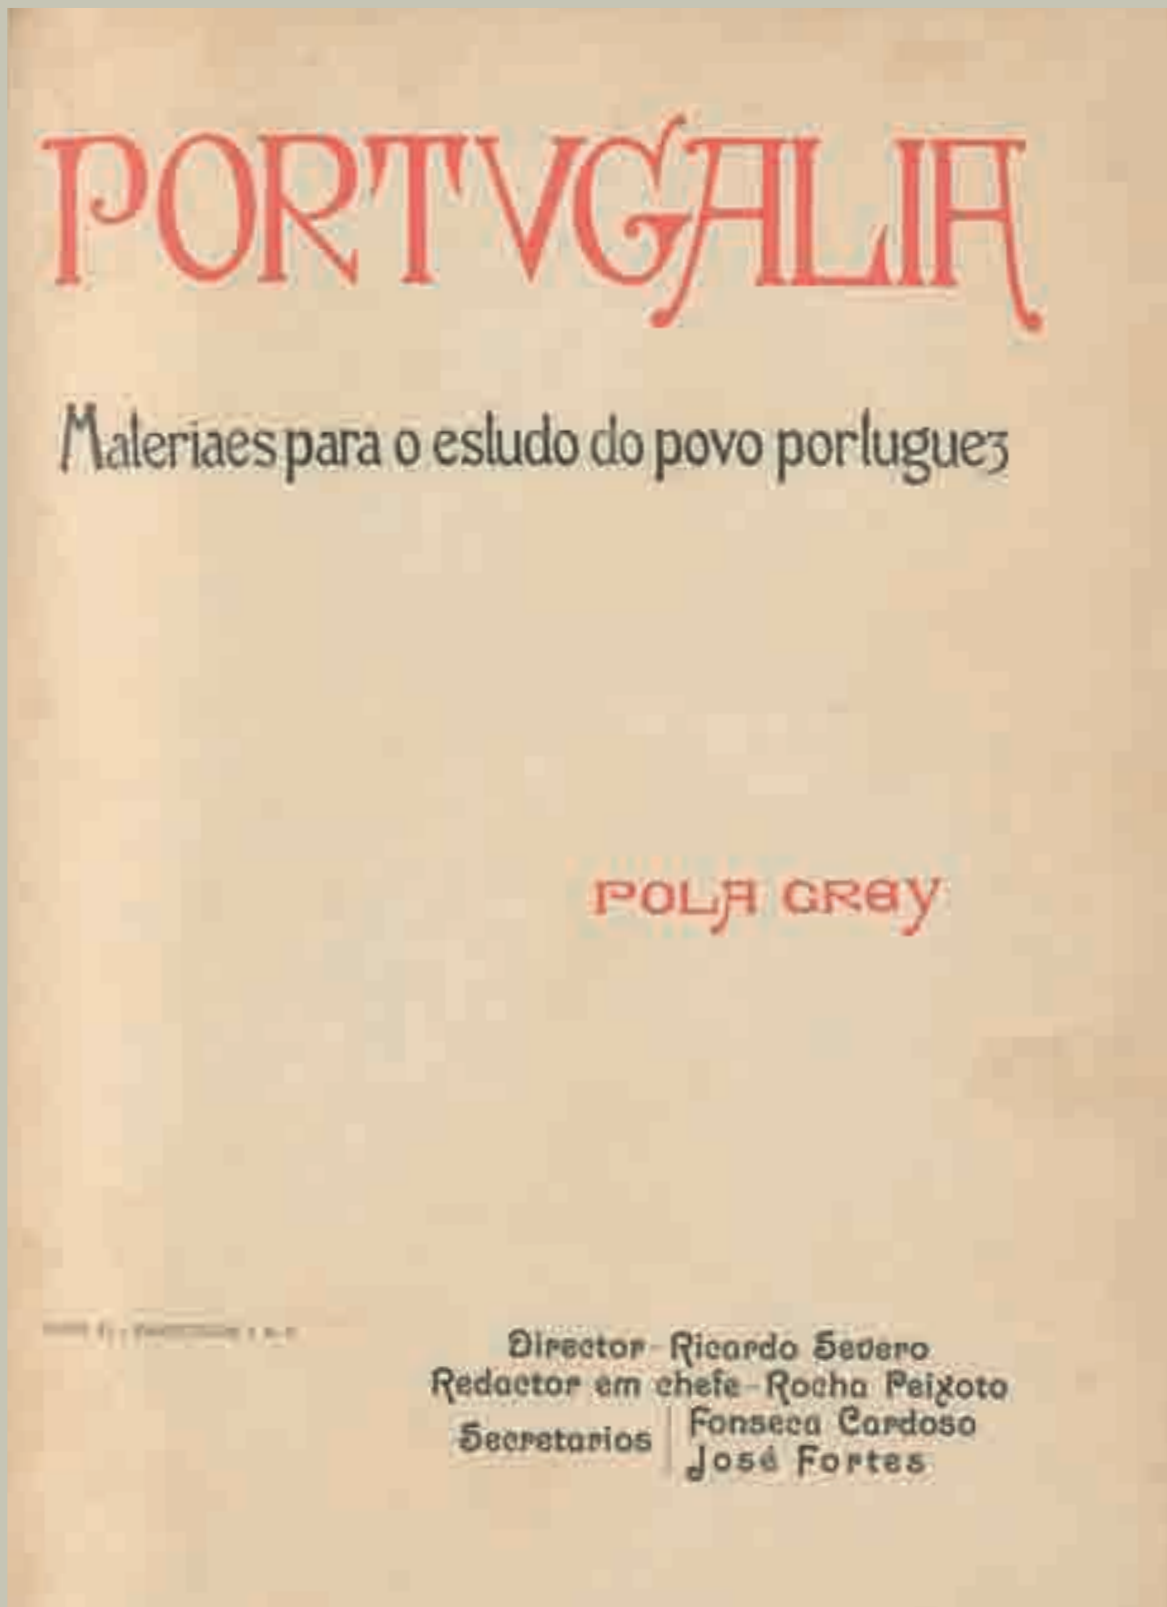 PORTVGALIA
Materiaes para o estudo do povo portuguez
POLA GREY
Director - Ricardo Severo
Redactor em chefe - Rocha Peixoto
Secretarios
Fonseca Cardoso
José Fortes